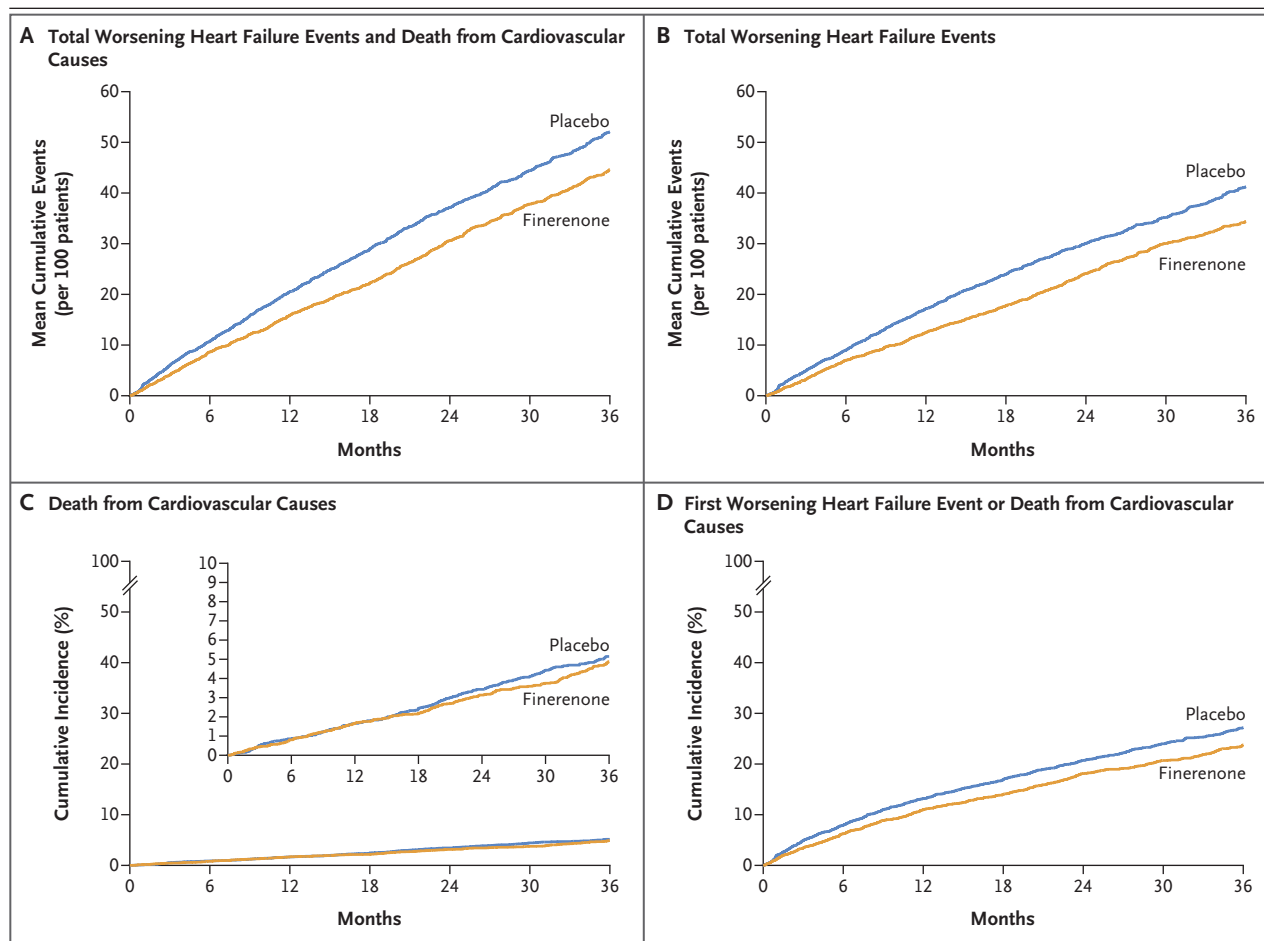 A Total Worsening Heart Failure Events and Death from Cardiovascular
Causes
Mean Cumulative Events
(per 100 patients)
60
50
40
30
20
10
0
Placebo
Finerenone
0 6 12 18 24 30 36
Months
B Total Worsening Heart Failure Events
Mean Cumulative Events
(per 100 patients)
60
50
40
30
20
10
0
Placebo
Finerenone
0 6 12 18 24 30 36
Months
C Death from Cardiovascular Causes
Cumulative Incidence (%)
100
50
40
30
20
10
0
10
9
8
7
6
5
4
3
2
1
0
Placebo
Finerenone
0 6 12 18 24 30 36
0 6 12 18 24 30 36
Months
D First Worsening Heart Failure Event or Death from Cardiovascular
Causes
Cumulative Incidence (%)
100
50
40
30
20
10
0
Placebo
Finerenone
0 6 12 18 24 30 36
Months